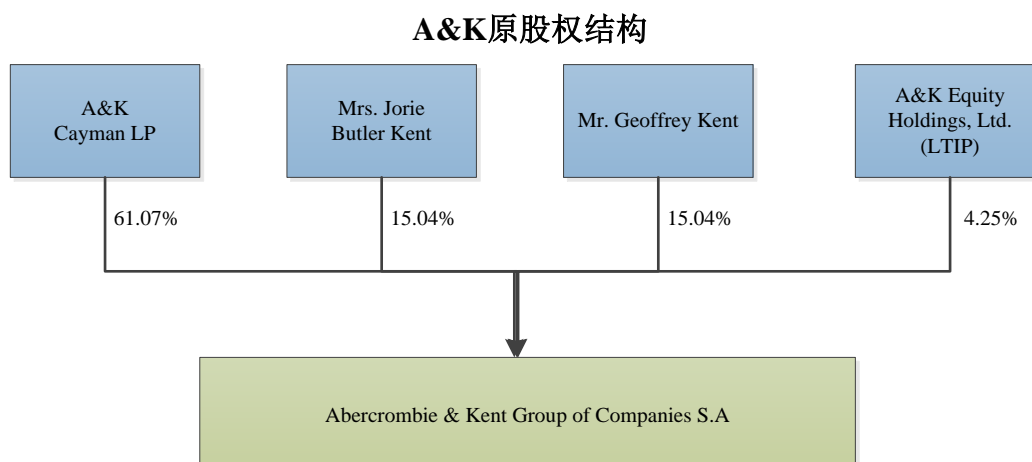 A&K原股权结构
A&K
Cayman LP
Mrs. Jorie
Butler Kent
Mr. Geoffrey Kent
A&K Equity
Holdings, Ltd.
(LTIP)
61.07%
15.04%
15.04%
4.25%
Abercrombie & Kent Group of Companies S.A